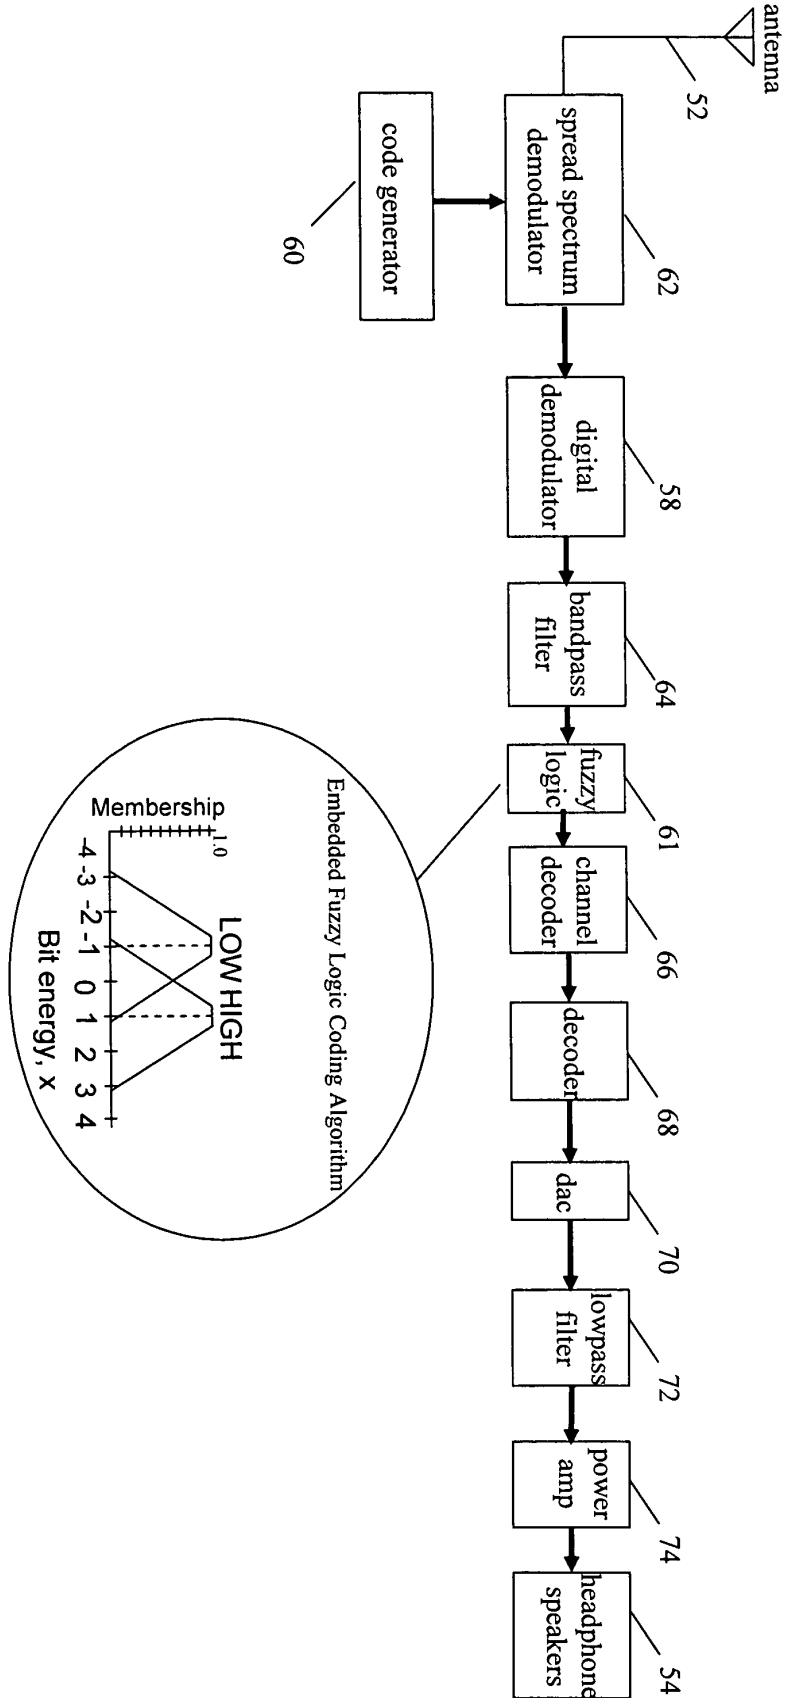 antenna
52
spread spectrum
demodulator
62
code generator
60
digital
demodulator
58
bandpass
filter
64
fuzzy
logic
61
channel
decoder
66
decoder
68
dac
70
lowpass
filter
72
power
amp
74
headphone
speakers
54
Embedded Fuzzy Logic Coding Algorithm
LOW HIGH
1.0
Membership
-4 -3 -2 -1 0 1 2 3 4
Bit energy, x